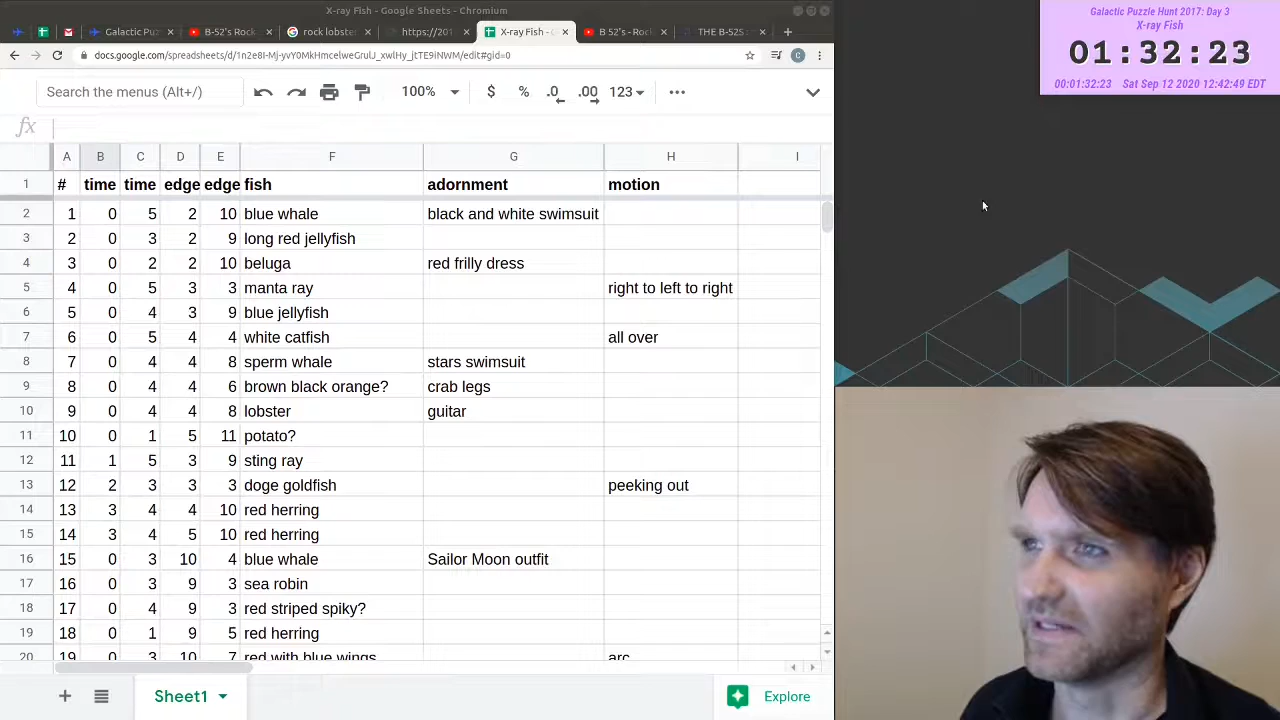 X-ray Fish - Google Sheets - Chromium
Galactic Puz
B-52's Rock
rock lobste
https://201
X-ray Fish -
B 52's - Roc
THE B-52S
docs.google.com/spreadsheets/d/
/edit#gid=0
Search the menus (Alt+/)
100%
$ % .0 .00 123
fx
A B C D E F G H I
1 # time time edge edge fish adornment motion
2 1 0 5 2 10 blue whale black and white swimsuit
3 2 0 3 2 9 long red jellyfish
4 3 0 2 2 10 beluga red frilly dress
5 4 0 5 3 3 manta ray right to left to right
6 5 0 4 3 9 blue jellyfish
7 6 0 5 4 4 white catfish all over
8 7 0 4 4 8 sperm whale stars swimsuit
9 8 0 4 4 6 brown black orange? crab legs
10 9 0 4 4 8 lobster guitar
11 10 0 1 5 11 potato?
12 11 1 5 3 9 sting ray
13 12 2 3 3 3 doge goldfish peeking out
14 13 3 4 4 10 red herring
15 14 3 4 5 10 red herring
16 15 0 3 10 4 blue whale Sailor Moon outfit
17 16 0 3 9 3 sea robin
18 17 0 4 9 3 red striped spiky?
19 18 0 1 9 5 red herring
20 19 0 3 10 7 red with blue wings arc
Sheet1
Explore
Galactic Puzzle Hunt 2017: Day 3
X-ray Fish
01:32:23
00:01:32:23 Sat Sep 12 2020 12:42:49 EDT